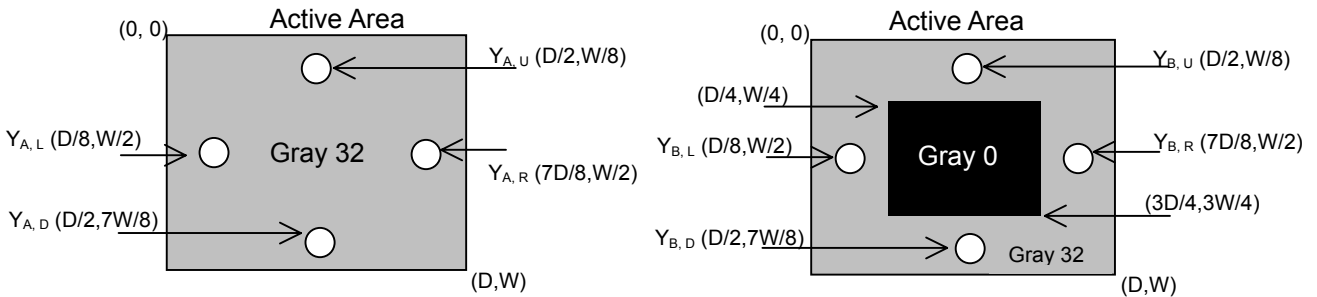 Active Area
(0, 0)
Y_A, U (D/2,W/8)
Y_A, L (D/8,W/2)
Gray 32
Y_A, R (7D/8,W/2)
Y_A, D (D/2,7W/8)
(D,W)
Active Area
(0, 0)
Y_B, U (D/2,W/8)
(D/4,W/4)
Y_B, L (D/8,W/2)
Gray 0
Y_B, R (7D/8,W/2)
(3D/4,3W/4)
Y_B, D (D/2,7W/8)
Gray 32
(D,W)